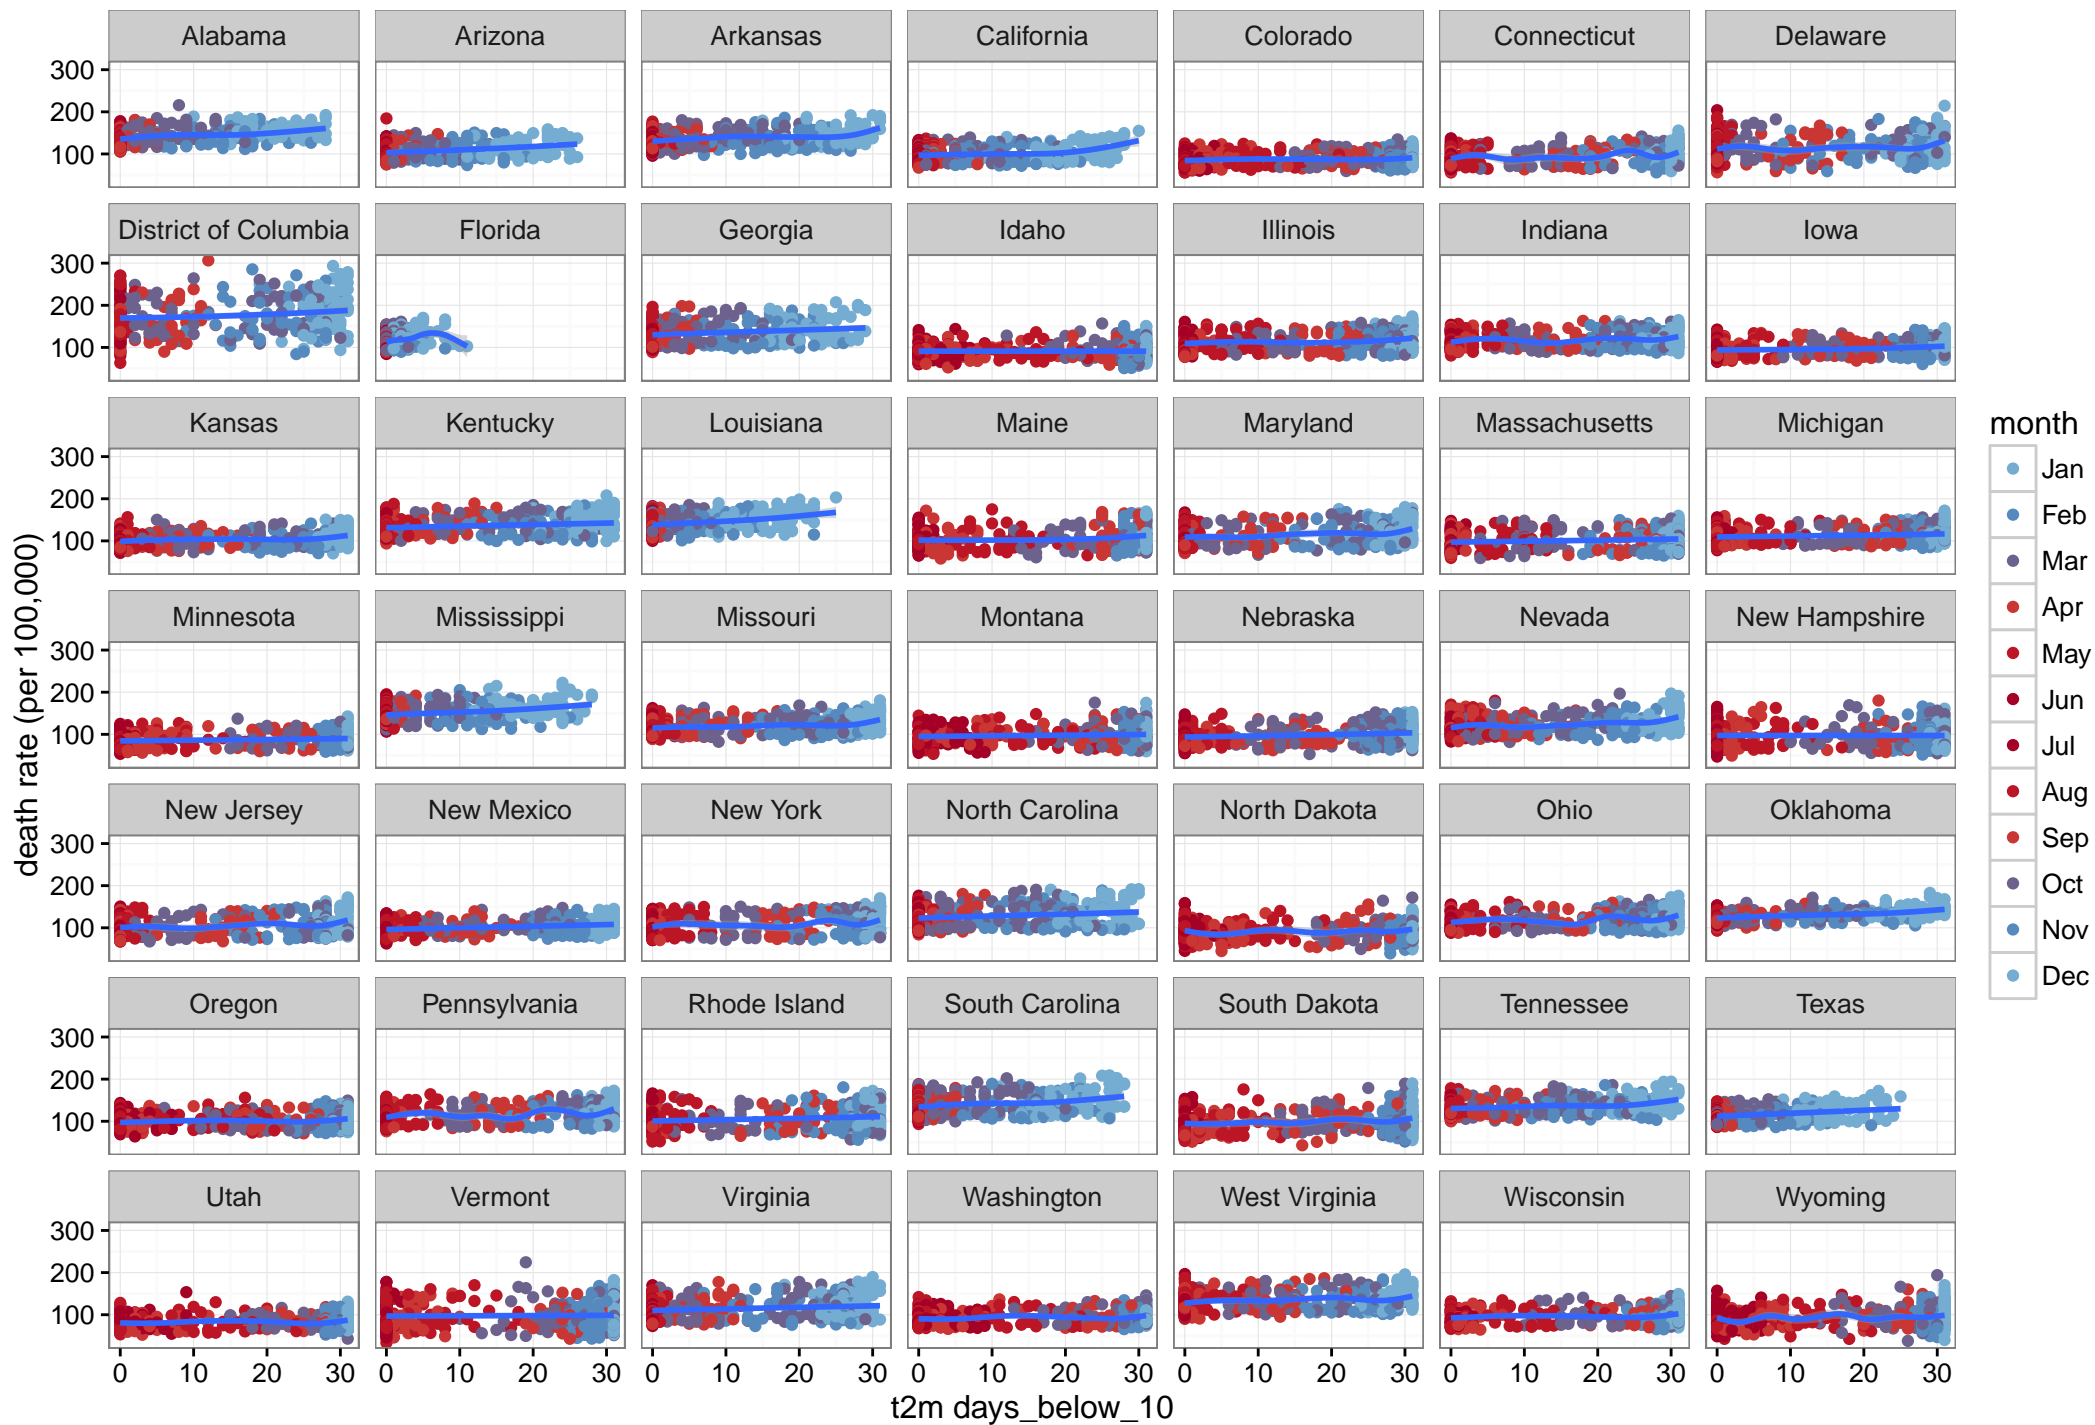 Alabama Arizona Arkansas California Colorado Connecticut Delaware
300
200
100
District of Columbia Florida Georgia Idaho Illinois Indiana Iowa
300
200
100
Kansas Kentucky Louisiana Maine Maryland Massachusetts Michigan
300
200
100
Minnesota Mississippi Missouri Montana Nebraska Nevada New Hampshire
300
200
100
New Jersey New Mexico New York North Carolina North Dakota Ohio Oklahoma
300
200
100
Oregon Pennsylvania Rhode Island South Carolina South Dakota Tennessee Texas
300
200
100
Utah Vermont Virginia Washington West Virginia Wisconsin Wyoming
300
200
100
0 10 20 30 0 10 20 30 0 10 20 30 0 10 20 30 0 10 20 30 0 10 20 30 0 10 20 30
t2m days_below_10
death rate (per 100,000)
month
Jan
Feb
Mar
Apr
May
Jun
Jul
Aug
Sep
Oct
Nov
Dec